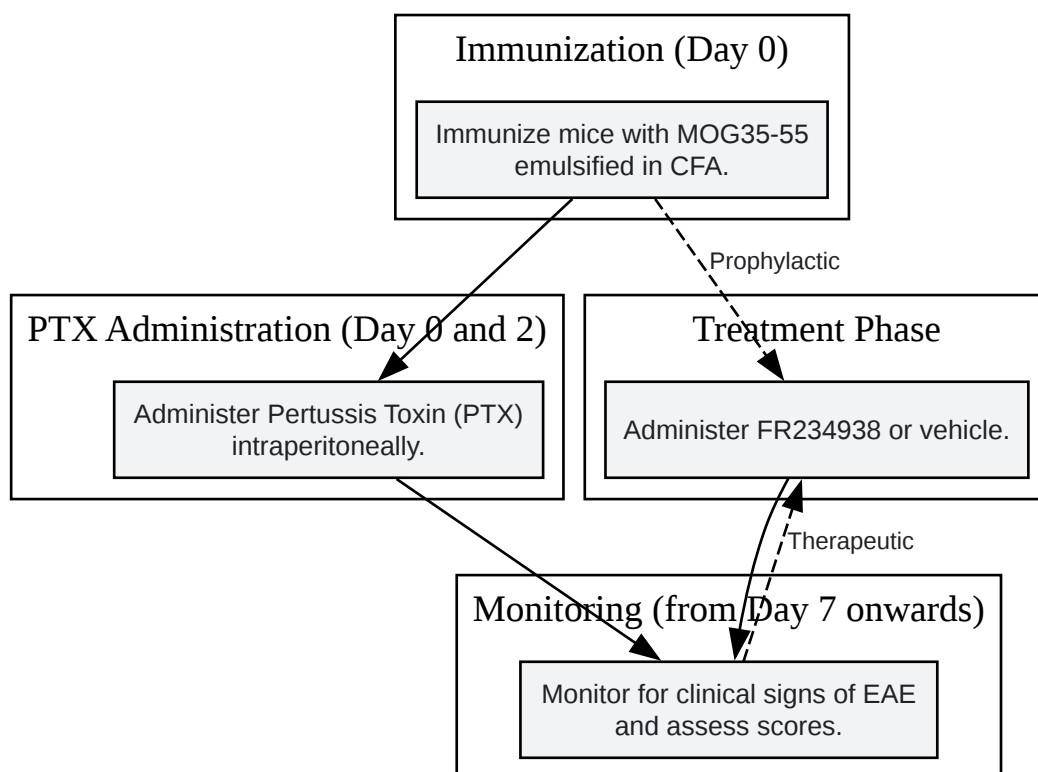 Immunization (Day 0)
Immunize mice with MOG35-55
emulsified in CFA.
Prophylactic
PTX Administration (Day 0 and 2)
Administer Pertussis Toxin (PTX)
intraperitoneally.
Treatment Phase
Administer FR234938 or vehicle.
Therapeutic
Monitoring (from Day 7 onwards)
Monitor for clinical signs of EAE
and assess scores.